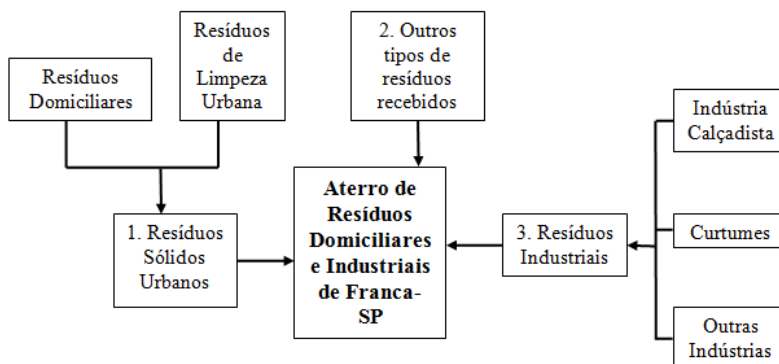 Resíduos
Domiciliares
Resíduos
de
Limpeza
Urbana
2. Outros
tipos de
resíduos
recebidos
Indústria
Calçadista
1. Resíduos
Sólidos
Urbanos
Aterro de
Resíduos
Domiciliares
e Industriais
de Franca-
SP
3. Resíduos
Industriais
Curtumes
Outras
Indústrias